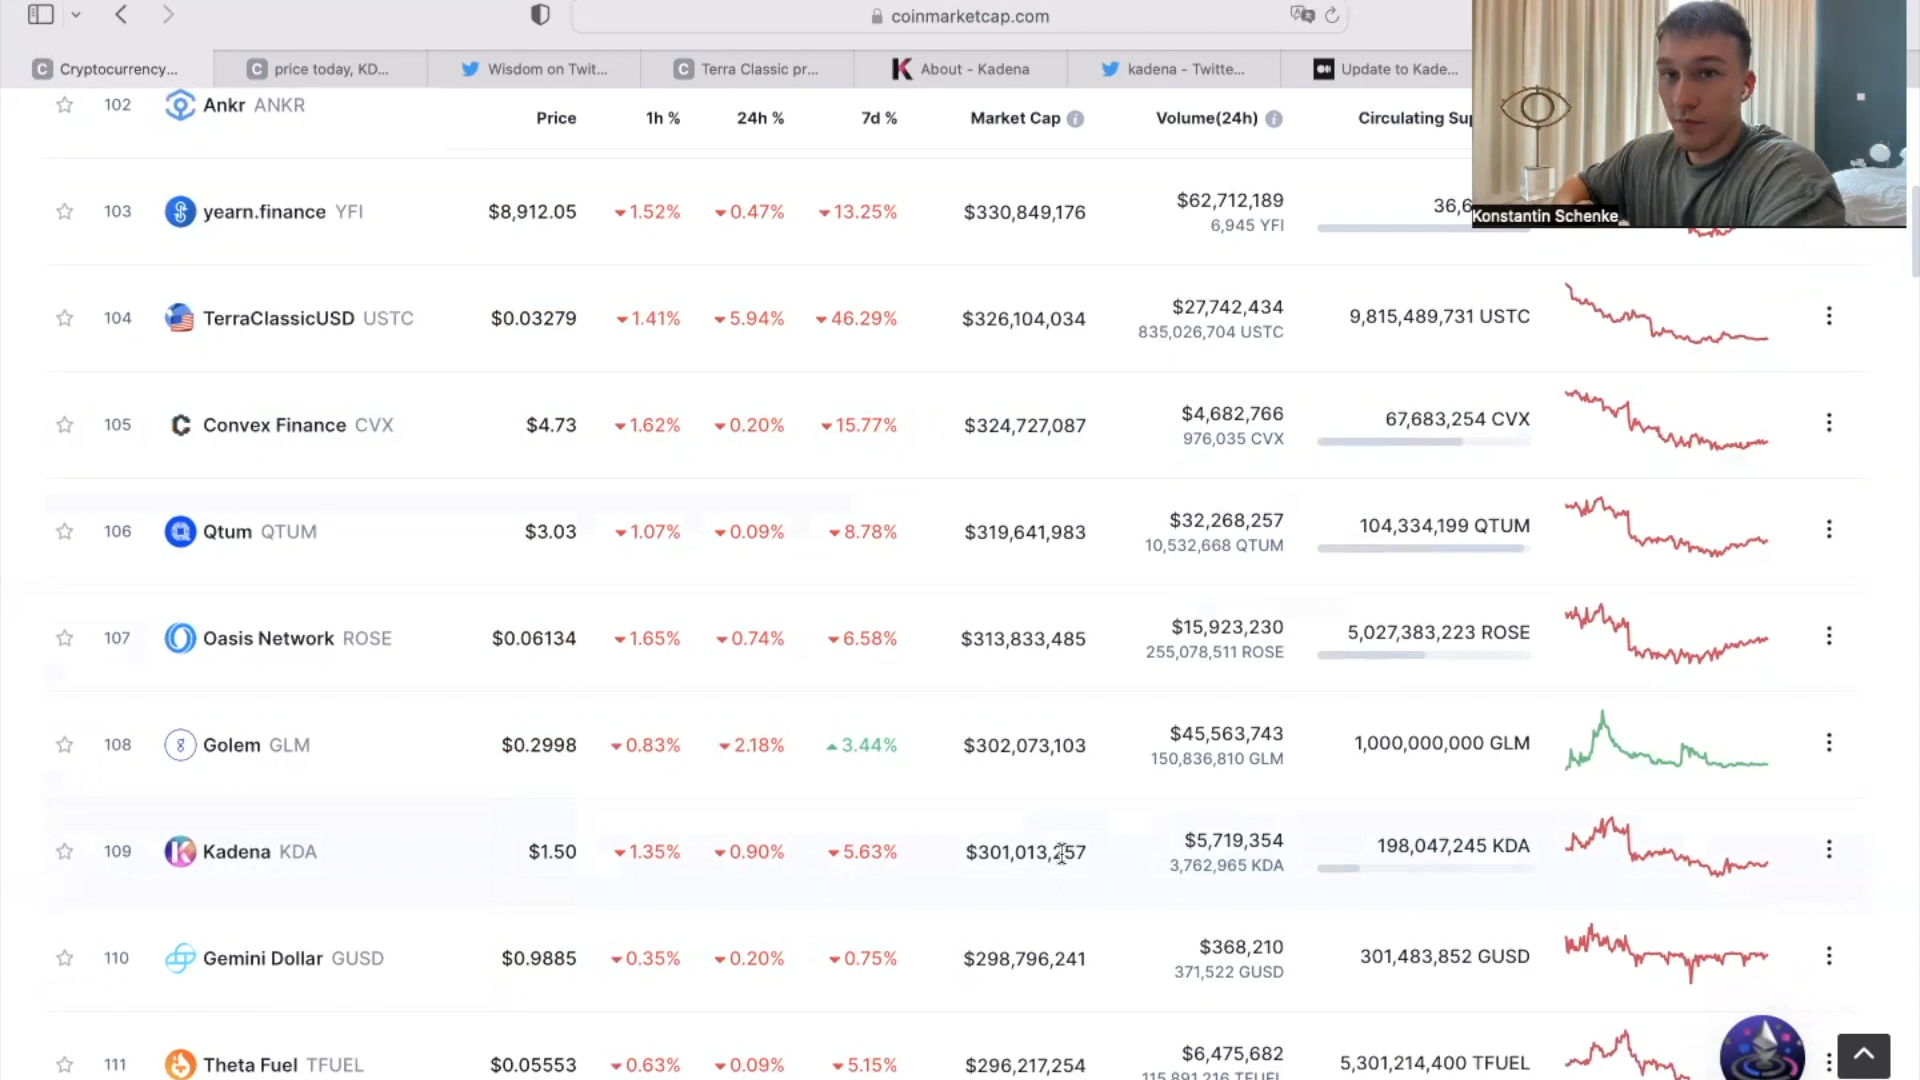 coinmarketcap.com
Cryptocurrency...
price today, KD...
Wisdom on Twit...
Terra Classic pr...
About - Kadena
kadena - Twitte...
Update to Kade...
102 Ankr ANKR
Price 1h % 24h % 7d % Market Cap Volume(24h) Circulating Su
Konstantin Schenke
103 yearn.finance YFI $8,912.05 1.52% 0.47% 13.25% $330,849,176 $62,712,189 36,6
6,945 YFI
104 TerraClassicUSD USTC $0.03279 1.41% 5.94% 46.29% $326,104,034 $27,742,434 9,815,489,731 USTC
835,026,704 USTC
105 Convex Finance CVX $4.73 1.62% 0.20% 15.77% $324,727,087 $4,682,766 67,683,254 CVX
976,035 CVX
106 Qtum QTUM $3.03 1.07% 0.09% 8.78% $319,641,983 $32,268,257 104,334,199 QTUM
10,532,668 QTUM
107 Oasis Network ROSE $0.06134 1.65% 0.74% 6.58% $313,833,485 $15,923,230 5,027,383,223 ROSE
255,078,511 ROSE
108 Golem GLM $0.2998 0.83% 2.18% 3.44% $302,073,103 $45,563,743 1,000,000,000 GLM
150,836,810 GLM
109 Kadena KDA $1.50 1.35% 0.90% 5.63% $301,013,257 $5,719,354 198,047,245 KDA
3,762,965 KDA
110 Gemini Dollar GUSD $0.9885 0.35% 0.20% 0.75% $298,796,241 $368,210 301,483,852 GUSD
371,522 GUSD
111 Theta Fuel TFUEL $0.05553 0.63% 0.09% 5.15% $296,217,254 $6,475,682 5,301,214,400 TFUEL
115,891,216 TFUEL